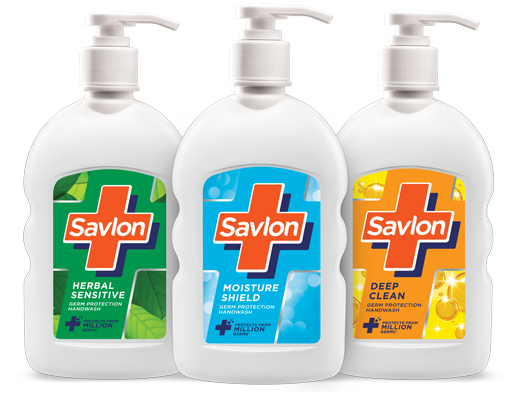 Savlon
HERBAL
SENSITIVE
GERM PROTECTION
HANDWASH
PROTECTS FROM
MILLION
GERMS*
Savlon
MOISTURE
SHIELD
GERM PROTECTION
HANDWASH
PROTECTS FROM
MILLION
GERMS*
Savlon
DEEP
CLEAN
GERM PROTECTION
HANDWASH
PROTECTS FROM
MILLION
GERMS*